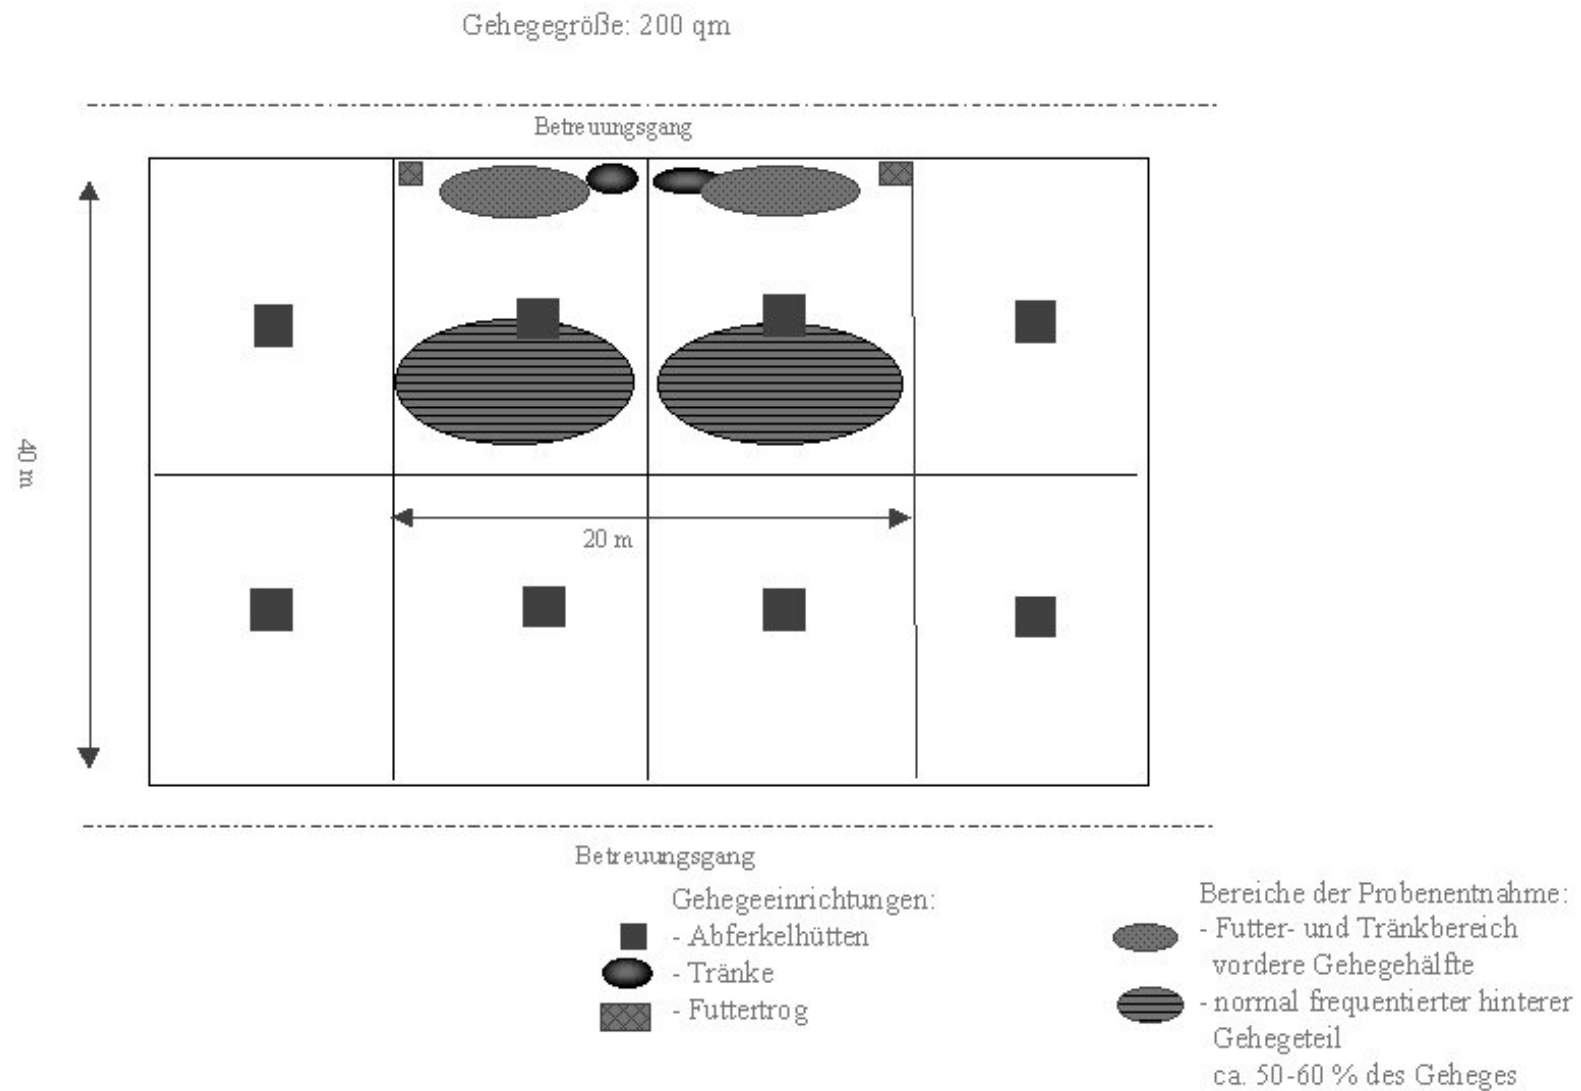 Gehegegröße: 200 qm
Betreuungsgang
40 m
20 m
Betreuungsgang
Gehegeeinrichtungen:
- Abferkelhütten
- Tränke
- Futtertrog
Bereiche der Probenentnahme:
- Futter- und Tränkbereich
vordere Gehegehälfte
- normal frequentierter hinterer
Gehegeteil
ca. 50-60 % des Geheges